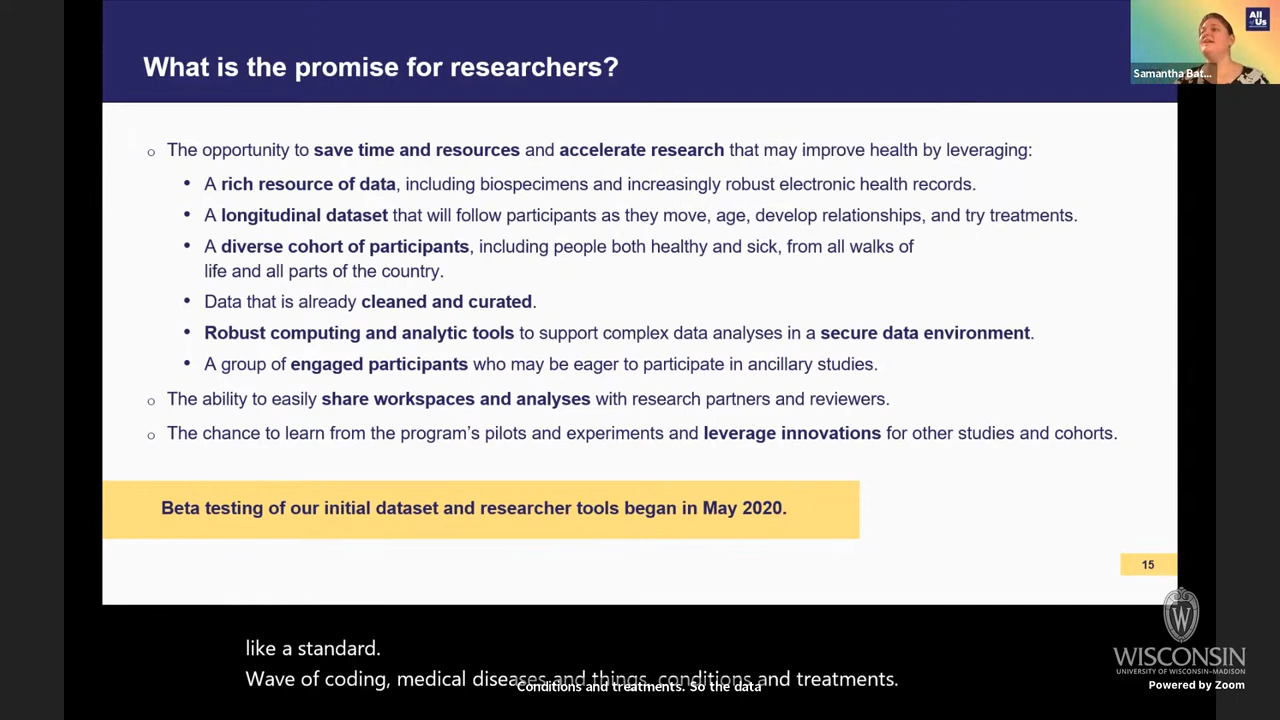 What is the promise for researchers?
All
of Us
Samantha Bat...
○ The opportunity to save time and resources and accelerate research that may improve health by leveraging:
• A rich resource of data, including biospecimens and increasingly robust electronic health records.
• A longitudinal dataset that will follow participants as they move, age, develop relationships, and try treatments.
• A diverse cohort of participants, including people both healthy and sick, from all walks of
life and all parts of the country.
• Data that is already cleaned and curated.
• Robust computing and analytic tools to support complex data analyses in a secure data environment.
• A group of engaged participants who may be eager to participate in ancillary studies.
○ The ability to easily share workspaces and analyses with research partners and reviewers.
○ The chance to learn from the program's pilots and experiments and leverage innovations for other studies and cohorts.
Beta testing of our initial dataset and researcher tools began in May 2020.
15
like a standard.
Wave of coding, medical diseases and things, conditions and treatments.
Conditions and treatments. So the data
W
WISCONSIN
UNIVERSITY OF WISCONSIN–MADISON
Powered by Zoom